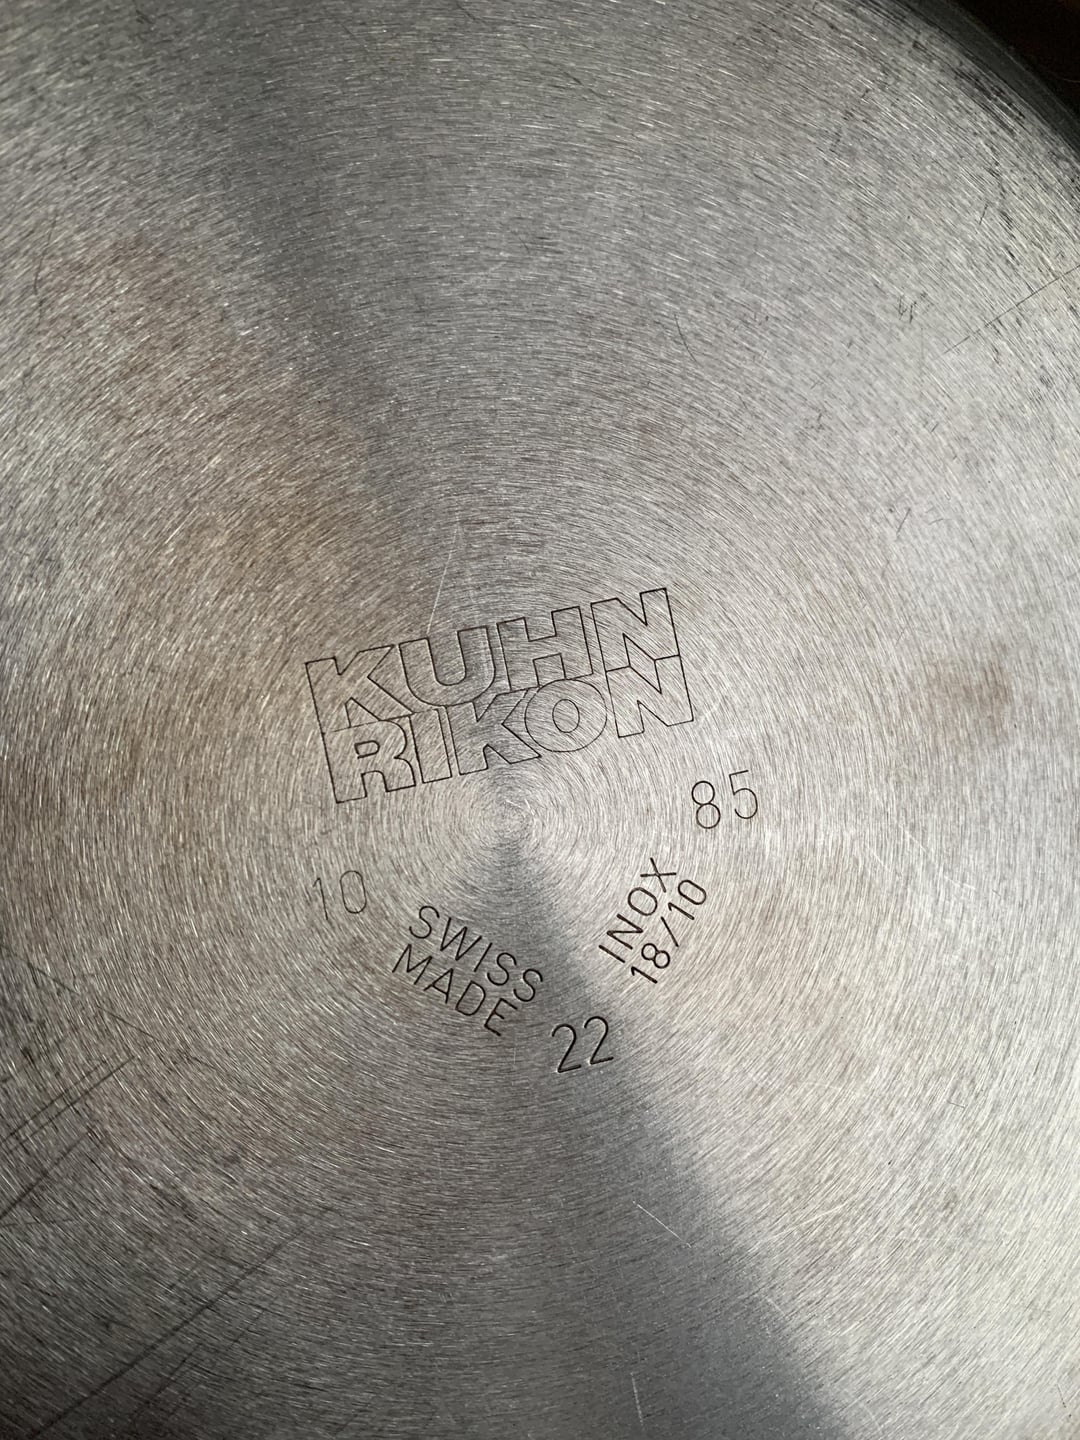 KUHN
RIKON
85
10
INOX
18/10
SWISS
MADE
22